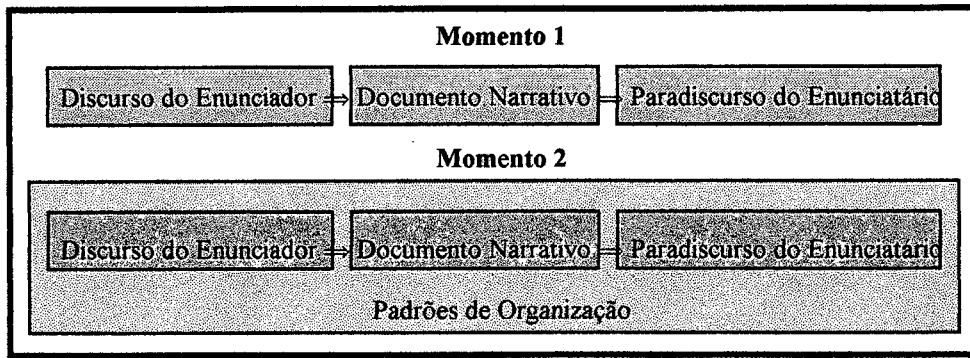 Momento 1
Discurso do Enunciador ⇒ Documento Narrativo ⇒ Paradiscurso do Enunciatário
Momento 2
Discurso do Enunciador ⇒ Documento Narrativo ⇒ Paradiscurso do Enunciatário
Padrões de Organização